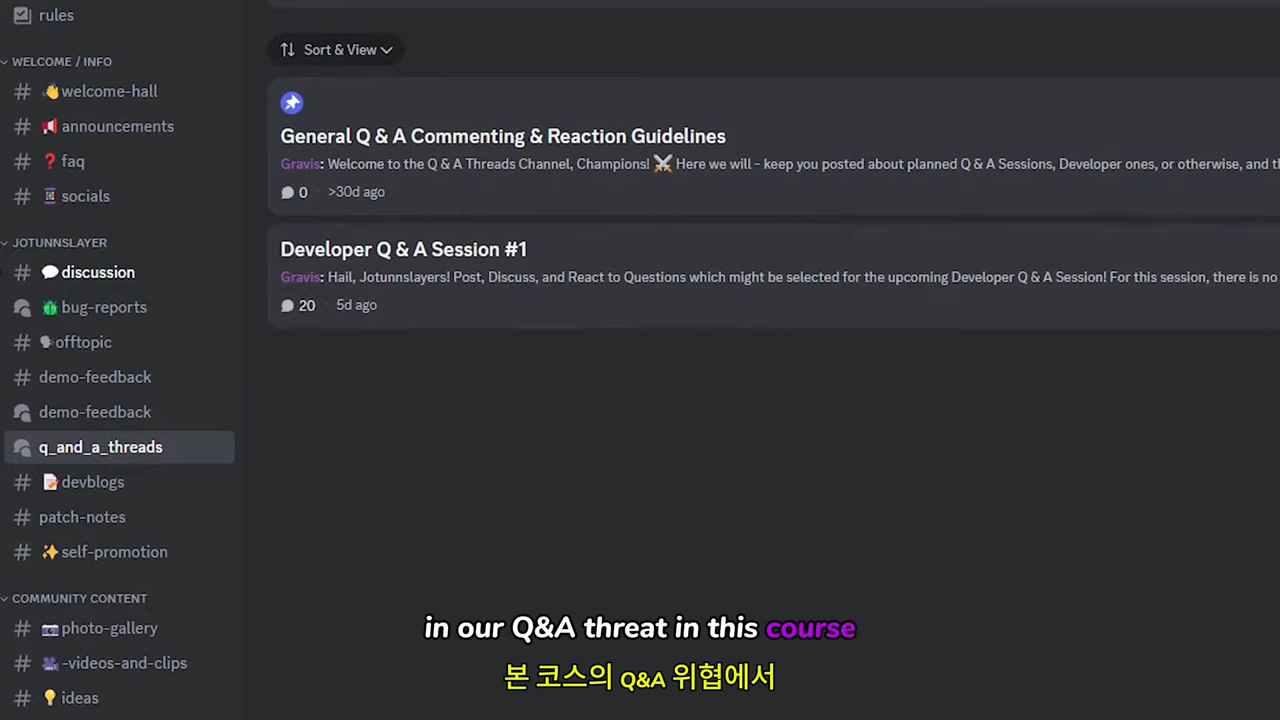 rules
WELCOME / INFO
welcome-hall
announcements
faq
socials
JOTUNNSLAYER
discussion
bug-reports
offtopic
demo-feedback
demo-feedback
q_and_a_threads
devblogs
patch-notes
self-promotion
COMMUNITY CONTENT
photo-gallery
-videos-and-clips
ideas
Sort & View
General Q & A Commenting & Reaction Guidelines
Gravis: Welcome to the Q & A Threads Channel, Champions! ⚔️ Here we will - keep you posted about planned Q & A Sessions, Developer ones, or otherwise, and
0 >30d ago
Developer Q & A Session #1
Gravis: Hail, Jotunnslayers! Post, Discuss, and React to Questions which might be selected for the upcoming Developer Q & A Session! For this session, there is no
20 5d ago
in our Q&A threat in this course
본 코스의 Q&A 위협에서